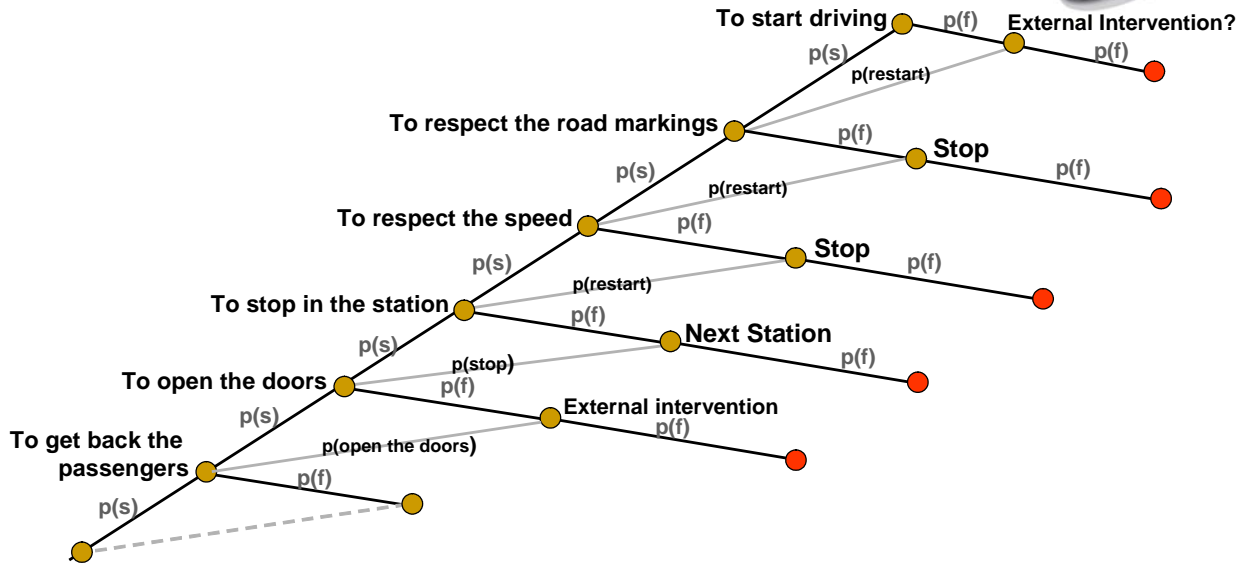 To start driving
p(f)
External Intervention?
p(s)
p(f)
p(restart)
To respect the road markings
p(f)
Stop
p(s)
p(f)
p(restart)
To respect the speed
p(f)
Stop
p(s)
p(f)
p(restart)
To stop in the station
p(f)
Next Station
p(s)
p(stop)
p(f)
To open the doors
p(f)
External intervention
p(s)
p(f)
To get back the
passengers
p(open the doors)
p(f)
p(s)